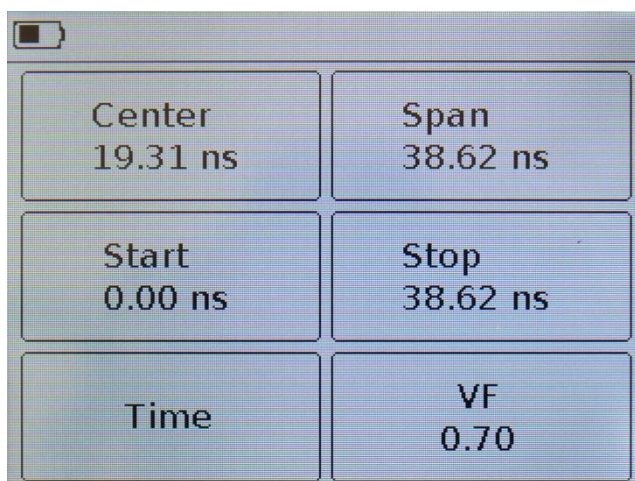 Center
19.31 ns
Span
38.62 ns
Start
0.00 ns
Stop
38.62 ns
Time
VF
0.70